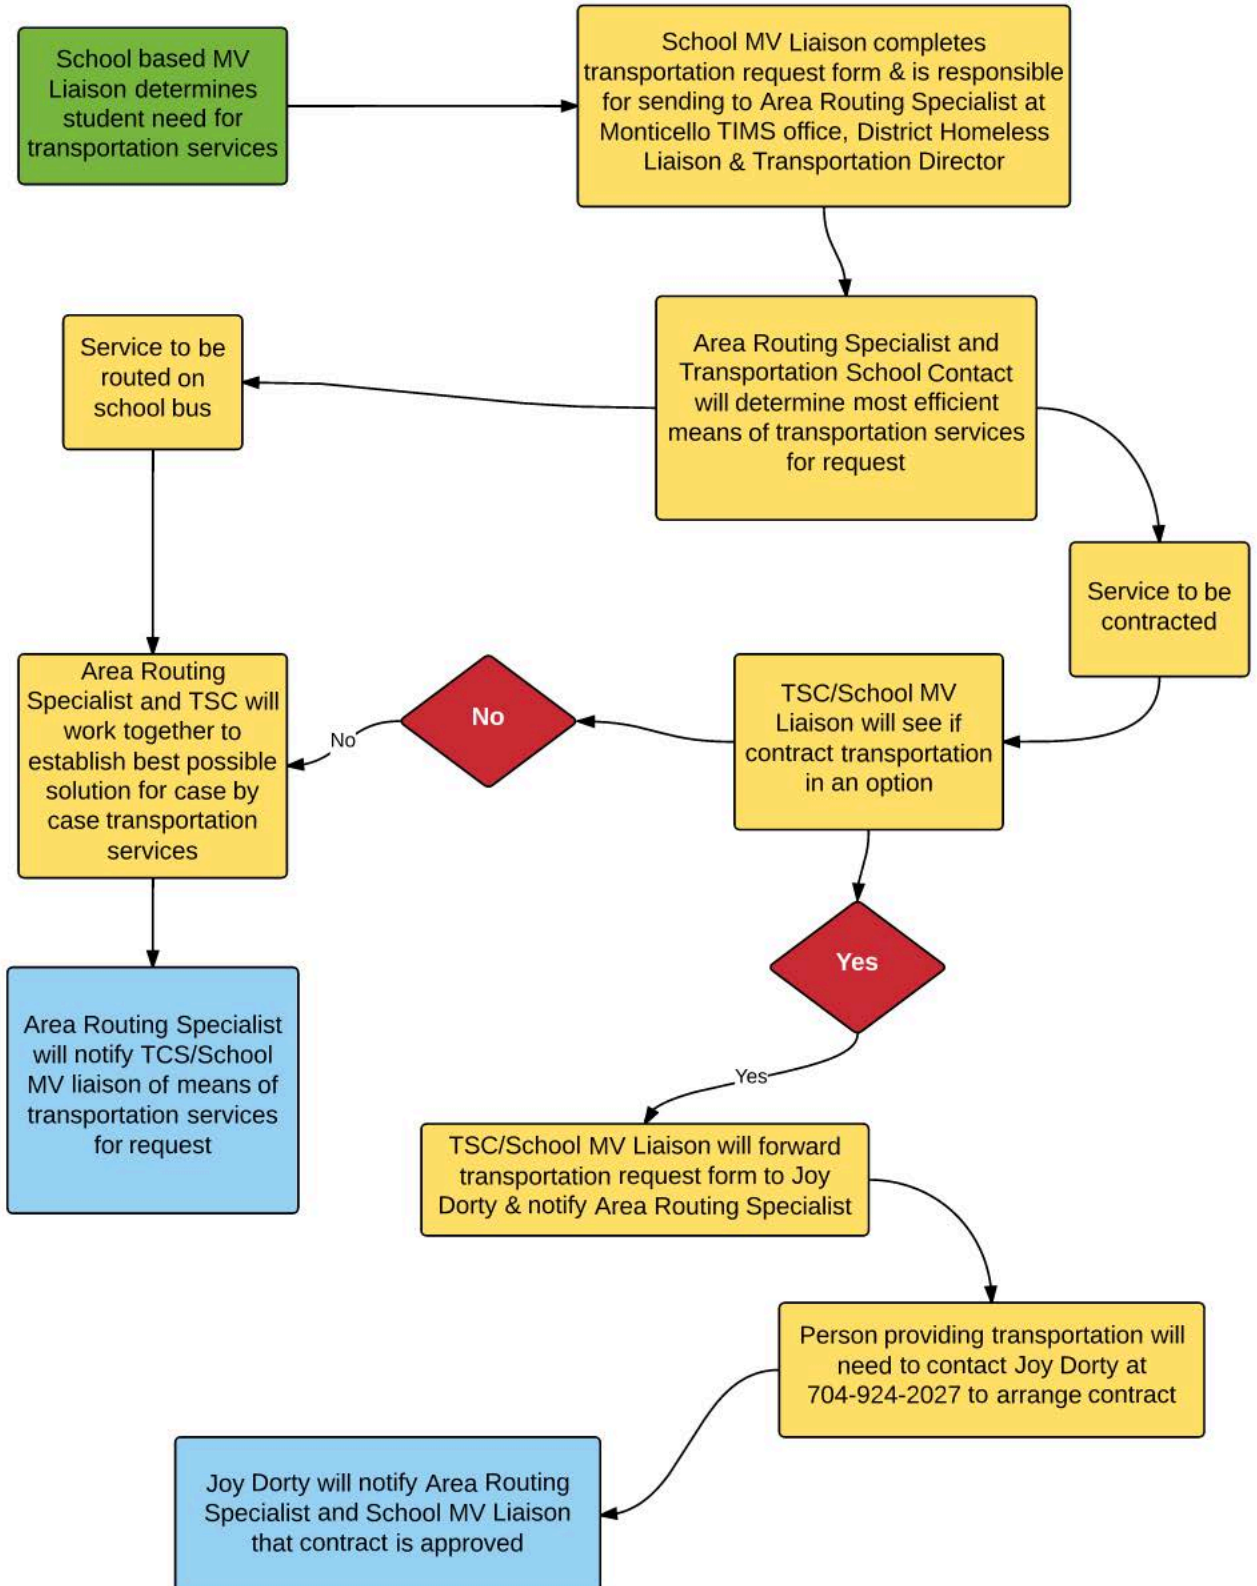 School based MV
Liaison determines
student need for
transportation services
School MV Liaison completes
transportation request form & is responsible
for sending to Area Routing Specialist at
Monticello TIMS office, District Homeless
Liaison & Transportation Director
Service to be
routed on
school bus
Area Routing Specialist and
Transportation School Contact
will determine most efficient
means of transportation services
for request
Service to be
contracted
Area Routing
Specialist and TSC will
work together to
establish best possible
solution for case by
case transportation
services
No
No
TSC/School MV
Liaison will see if
contract transportation
in an option
Yes
Yes
Area Routing Specialist
will notify TCS/School
MV liaison of means of
transportation services
for request
TSC/School MV Liaison will forward
transportation request form to Joy
Dorty & notify Area Routing Specialist
Person providing transportation will
need to contact Joy Dorty at
704-924-2027 to arrange contract
Joy Dorty will notify Area Routing
Specialist and School MV Liaison
that contract is approved